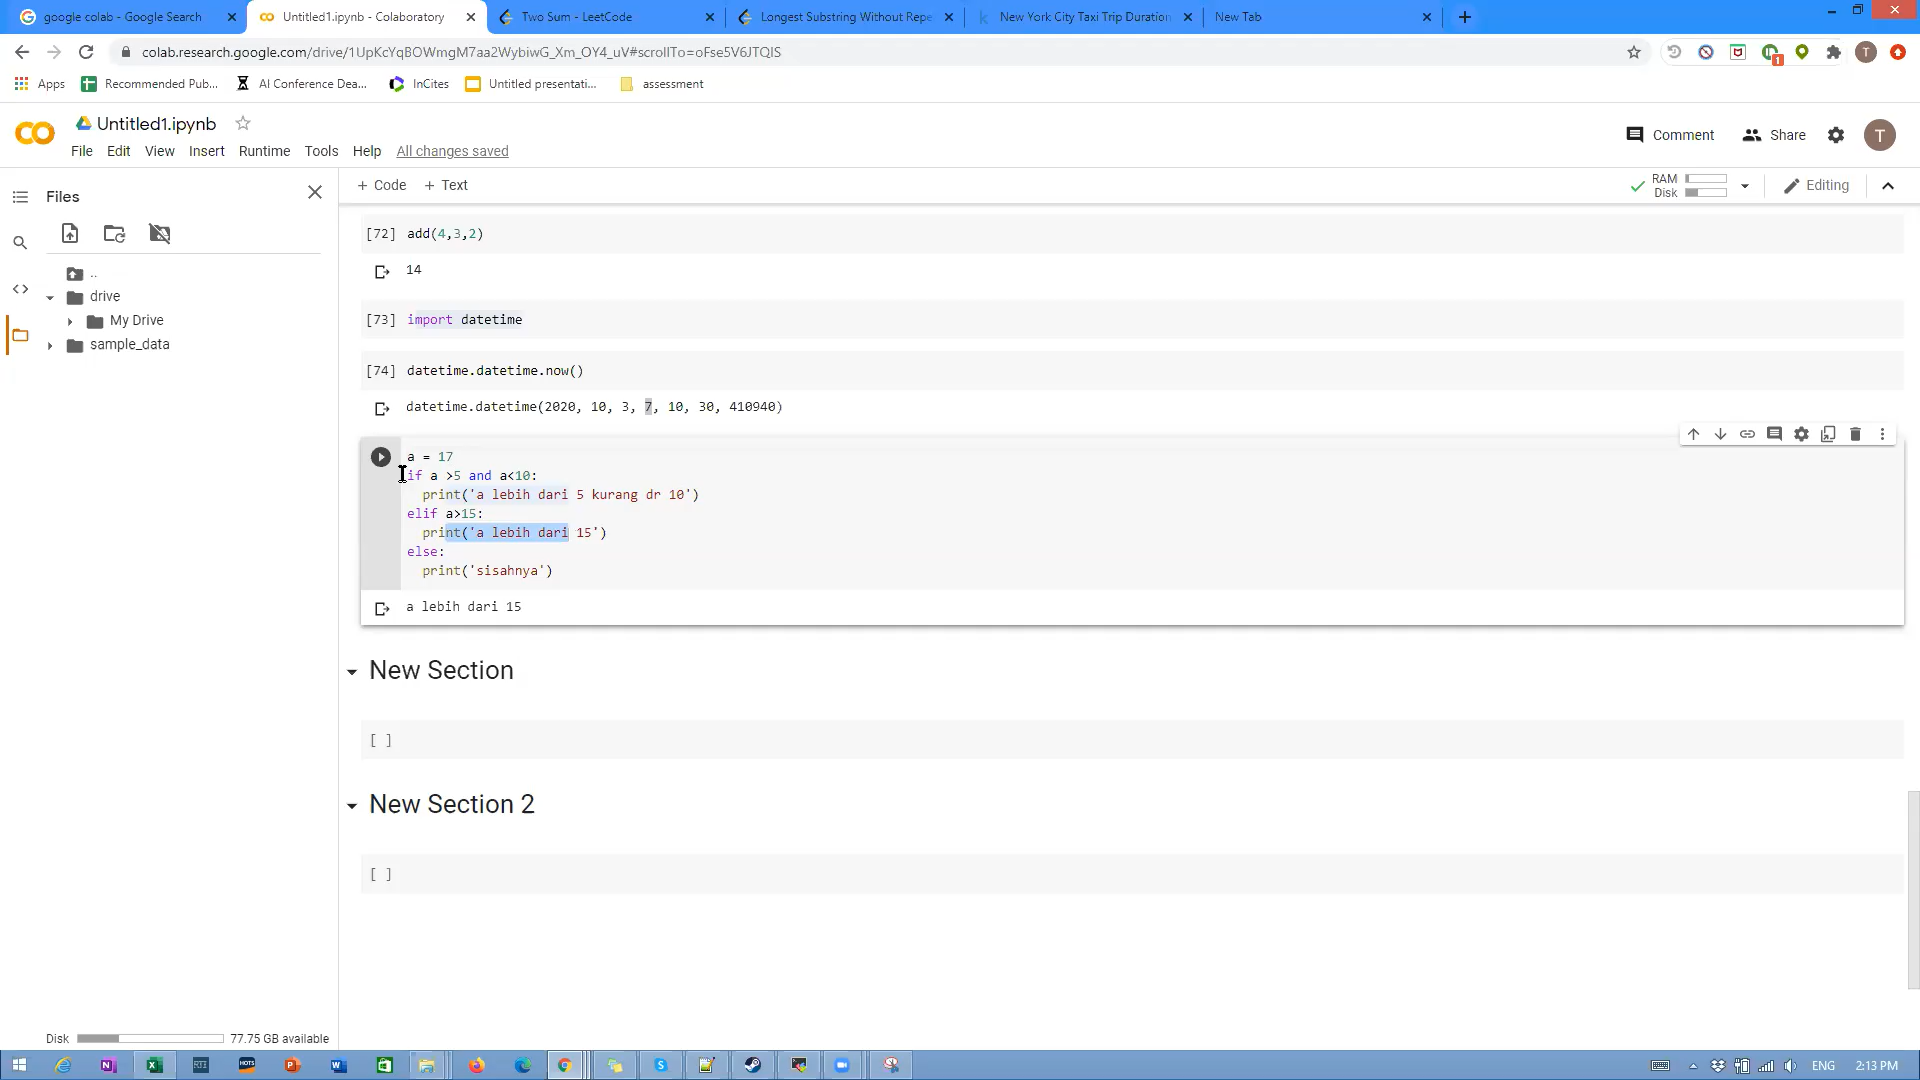 google colab - Google Search
Untitled1.ipynb - Colaboratory
Two Sum - LeetCode
Longest Substring Without Repe
New York City Taxi Trip Duration
New Tab
colab.research.google.com/drive/1UpKcYqBOWmgM7aa2WybiwG_Xm_OY4_uV#scrollTo=oFse5V6JTQIS
T
1
Apps
Recommended Pub...
AI Conference Dea...
InCites
Untitled presentati...
assessment
Untitled1.ipynb
Comment
Share
T
File Edit View Insert Runtime Tools Help All changes saved
Files
+ Code + Text
RAM
Disk
Editing
..
drive
My Drive
sample_data
[72] add(4,3,2)
14
[73] import datetime
[74] datetime.datetime.now()
datetime.datetime(2020, 10, 3, 7, 10, 30, 410940)
a = 17
if a >5 and a<10:
print('a lebih dari 5 kurang dr 10')
elif a>15:
print('a lebih dari 15')
else:
print('sisahnya')
a lebih dari 15
New Section
[ ]
New Section 2
[ ]
Disk 77.75 GB available
ENG
2:13 PM